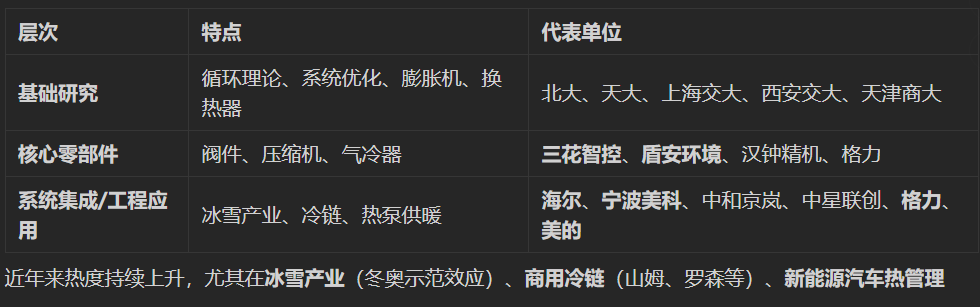 层次 特点 代表单位
基础研究 循环理论、系统优化、膨胀机、换热器 北大、天大、上海交大、西安交大、天津商大
核心零部件 阀件、压缩机、气冷器 三花智控、盾安环境、汉钟精机、格力
系统集成/工程应用 冰雪产业、冷链、热泵供暖 海尔、宁波美科、中和京岚、中星联创、格力、美的
近年来热度持续上升，尤其在冰雪产业（冬奥示范效应）、商用冷链（山姆、罗森等）、新能源汽车热管理